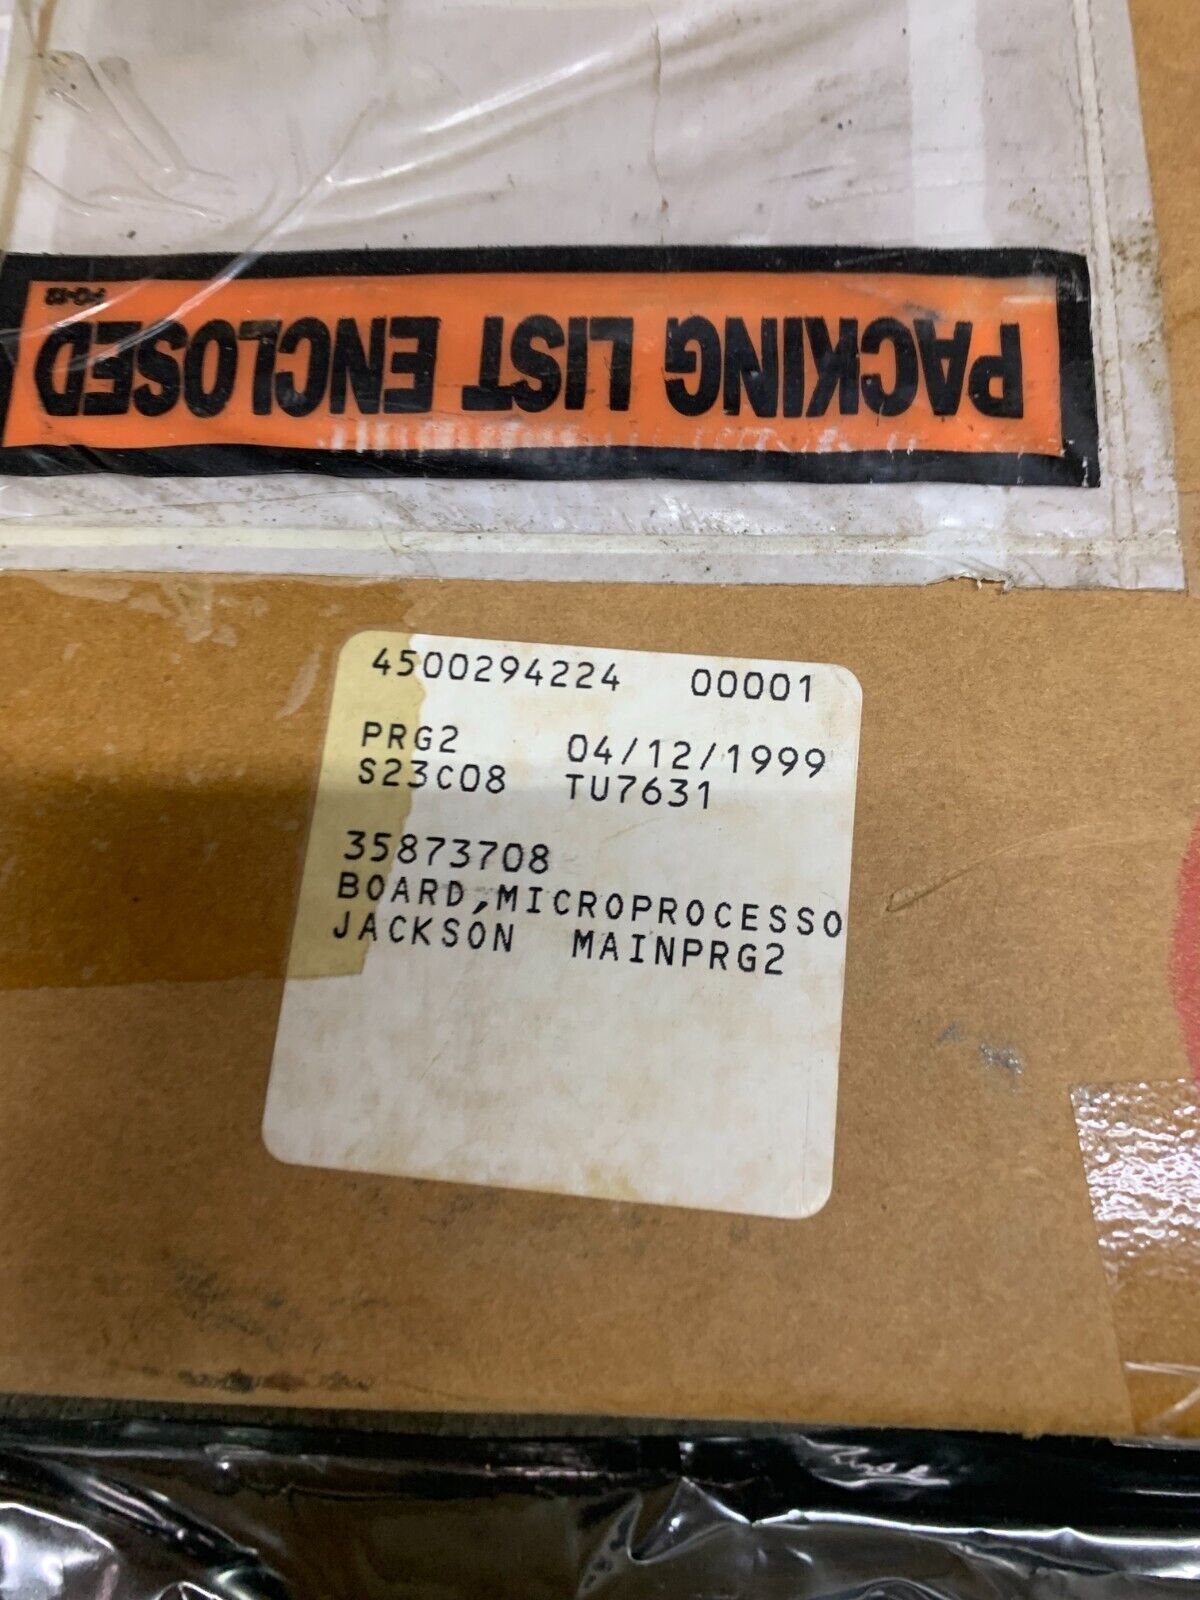 PACKING LIST ENCLOSED
4500294224 00001
PRG2 04/12/1999
S23C08 TU7631
35873708
BOARD,MICROPROCESSO
JACKSON MAINPRG2